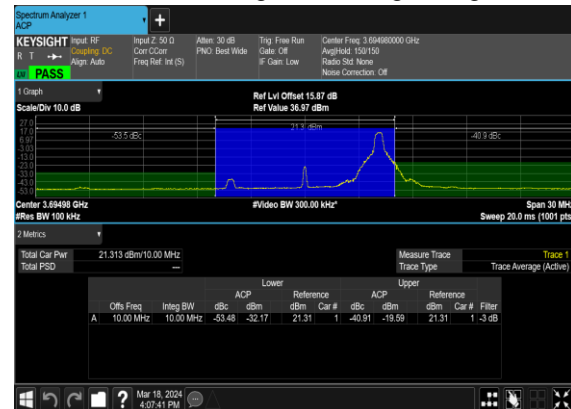 Spectrum Analyzer 1
ACP
KEYSIGHT Input: RF Input Z: 50 Ω Atten: 30 dB Trig: Free Run Center Freq: 3.694980000 GHz
R T Coupling: DC Corr CCorr PNO: Best Wide Gate: Off Avg|Hold: 150/150
Align: Auto Freq Ref: Int (S) IF Gain: Low Radio Std: None
PASS Noise Correction: Off
1 Graph Ref Lvl Offset 15.87 dB
Scale/Div 10.0 dB Ref Value 36.97 dBm
27.0
17.0 -53.5 dBc 21.3 dBm -40.9 dBc
6.97
-3.03
-13.0
-23.0
-33.0
-43.0
-53.0
Center 3.69498 GHz #Video BW 300.00 kHz* Span 30 MHz
#Res BW 100 kHz Sweep 20.0 ms (1001 pts
2 Metrics
Total Car Pwr 21.313 dBm/10.00 MHz Measure Trace Trace 1
Total PSD --- Trace Type Trace Average (Active)
Lower Upper
ACP Reference ACP Reference
Offs Freq Integ BW dBc dBm dBm Car # dBc dBm dBm Car # Filter
A 10.00 MHz 10.00 MHz -53.48 -32.17 21.31 1 -40.91 -19.59 21.31 1 -3 dB
? Mar 18, 2024
4:07:41 PM